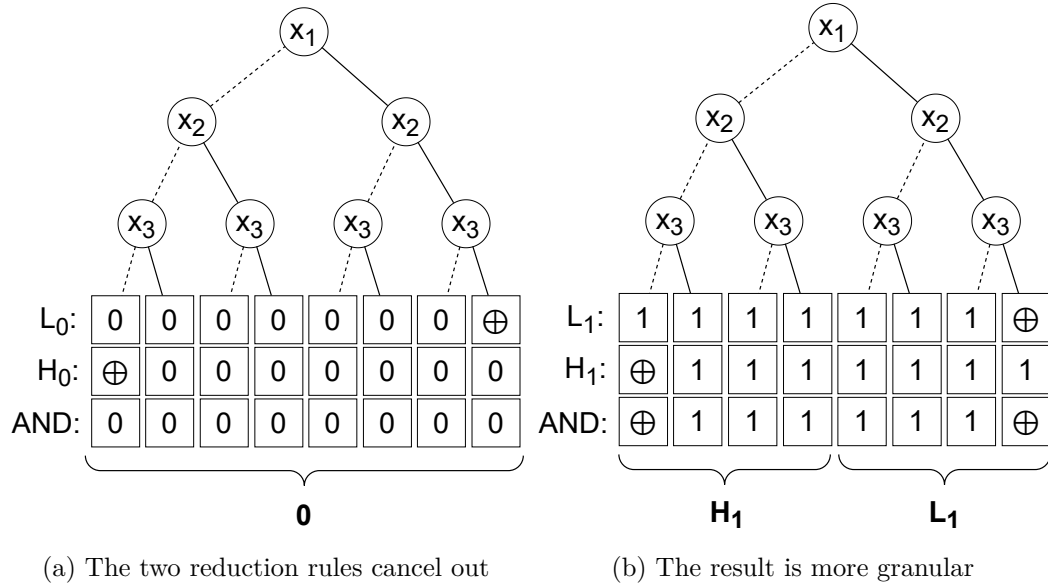 x1 x1
x2 x2 x2 x2
x3 x3 x3 x3 x3 x3 x3 x3
L0: 0 0 0 0 0 0 0 ⊕ L1: 1 1 1 1 1 1 1 ⊕
H0: ⊕ 0 0 0 0 0 0 0 H1: ⊕ 1 1 1 1 1 1 1
AND: 0 0 0 0 0 0 0 0 AND: ⊕ 1 1 1 1 1 1 ⊕
0 H1 L1
(a) The two reduction rules cancel out (b) The result is more granular